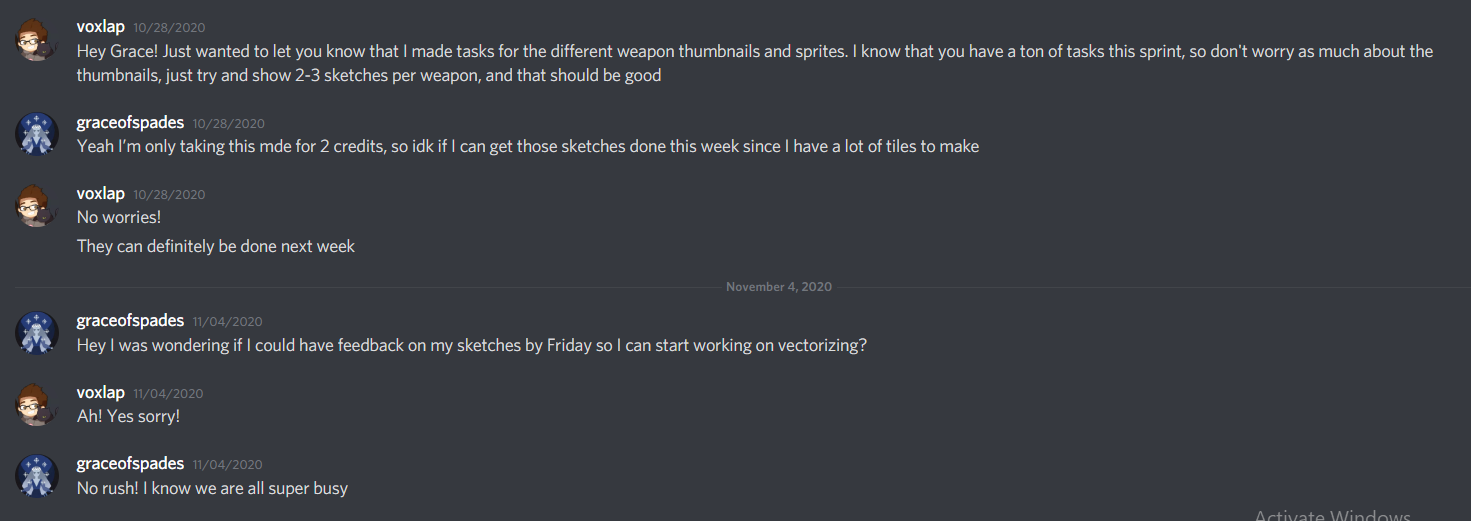 voxlap 10/28/2020
Hey Grace! Just wanted to let you know that I made tasks for the different weapon thumbnails and sprites. I know that you have a ton of tasks this sprint, so don't worry as much about the
thumbnails, just try and show 2-3 sketches per weapon, and that should be good
graceofspades 10/28/2020
Yeah I'm only taking this mde for 2 credits, so idk if I can get those sketches done this week since I have a lot of tiles to make
voxlap 10/28/2020
No worries!
They can definitely be done next week
November 4, 2020
graceofspades 11/04/2020
Hey I was wondering if I could have feedback on my sketches by Friday so I can start working on vectorizing?
voxlap 11/04/2020
Ah! Yes sorry!
graceofspades 11/04/2020
No rush! I know we are all super busy
Activate Windows